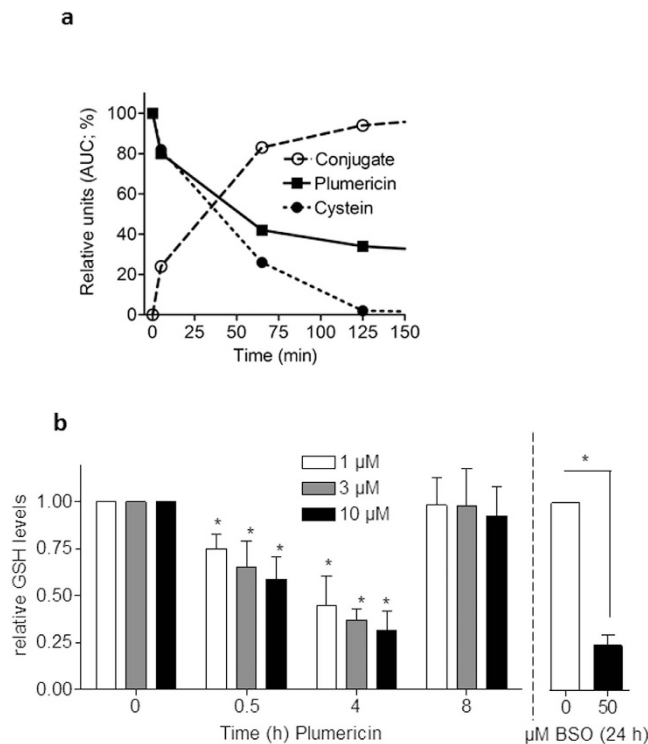 a
Relative units (AUC; %)
100
80
60
40
20
0
Conjugate
Plumericin
Cystein
0 25 50 75 100 125 150
Time (min)
b
relative GSH levels
1.00
0.75
0.50
0.25
0.00
1 µM
3 µM
10 µM
* * *
* * *
*
0 0.5 4 8
Time (h) Plumericin
0 50
µM BSO (24 h)